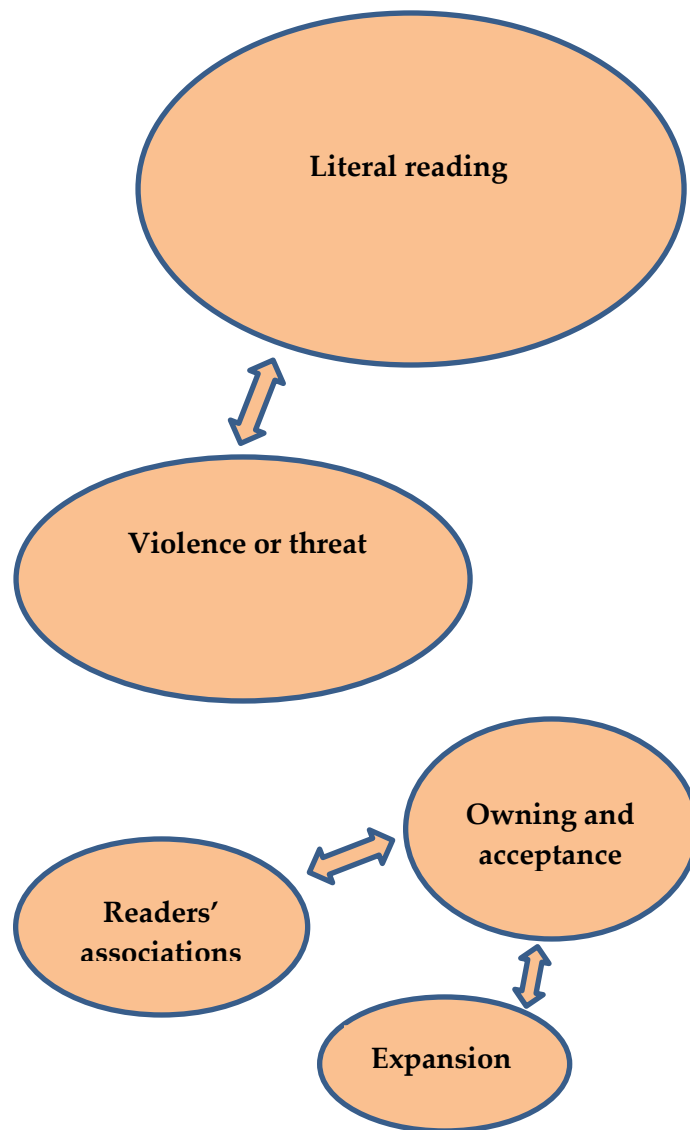 Literal reading
Violence or threat
Owning and
acceptance
Readers’
associations
Expansion